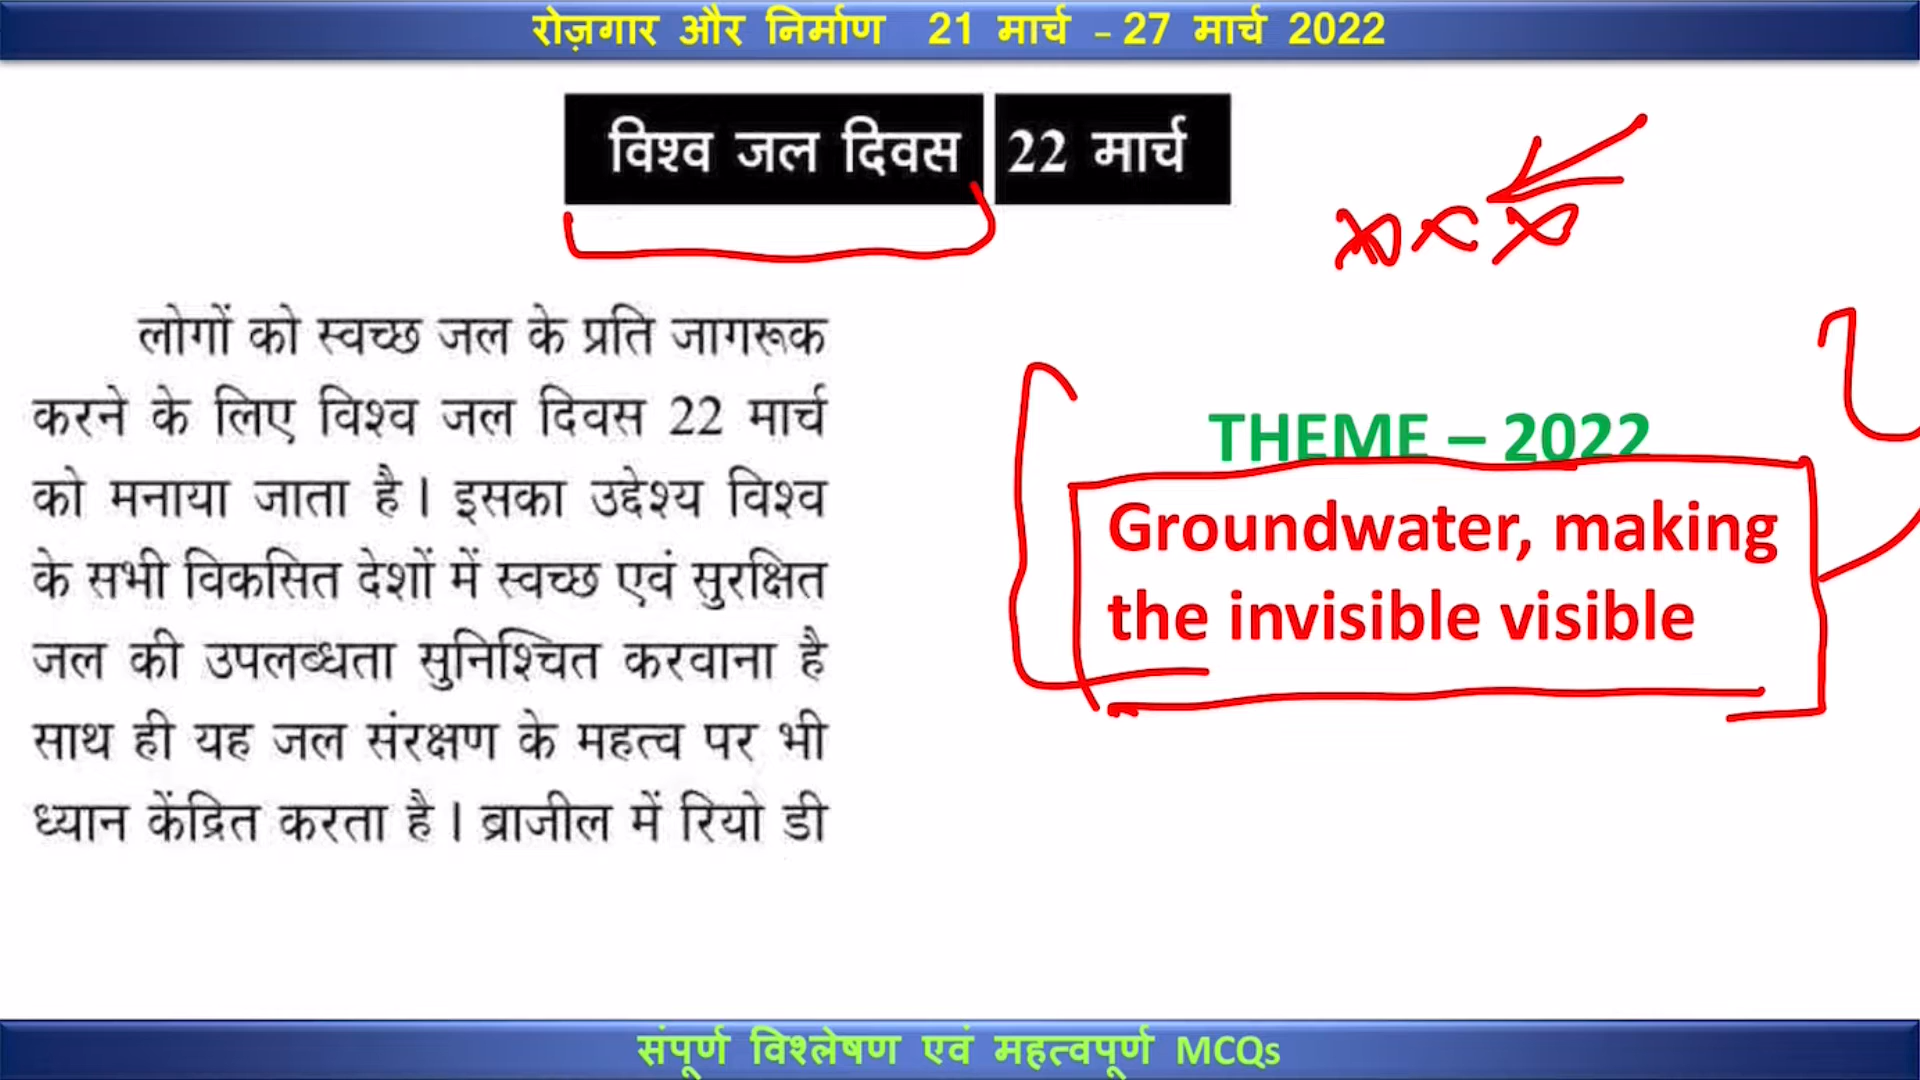 रोज़गार और निर्माण 21 मार्च - 27 मार्च 2022
विश्व जल दिवस 22 मार्च
लोगों को स्वच्छ जल के प्रति जागरूक
करने के लिए विश्व जल दिवस 22 मार्च
को मनाया जाता है। इसका उद्देश्य विश्व
के सभी विकसित देशों में स्वच्छ एवं सुरक्षित
जल की उपलब्धता सुनिश्चित करवाना है
साथ ही यह जल संरक्षण के महत्व पर भी
ध्यान केंद्रित करता है। ब्राजील में रियो डी
THEME – 2022
Groundwater, making
the invisible visible
संपूर्ण विश्लेषण एवं महत्वपूर्ण MCQs